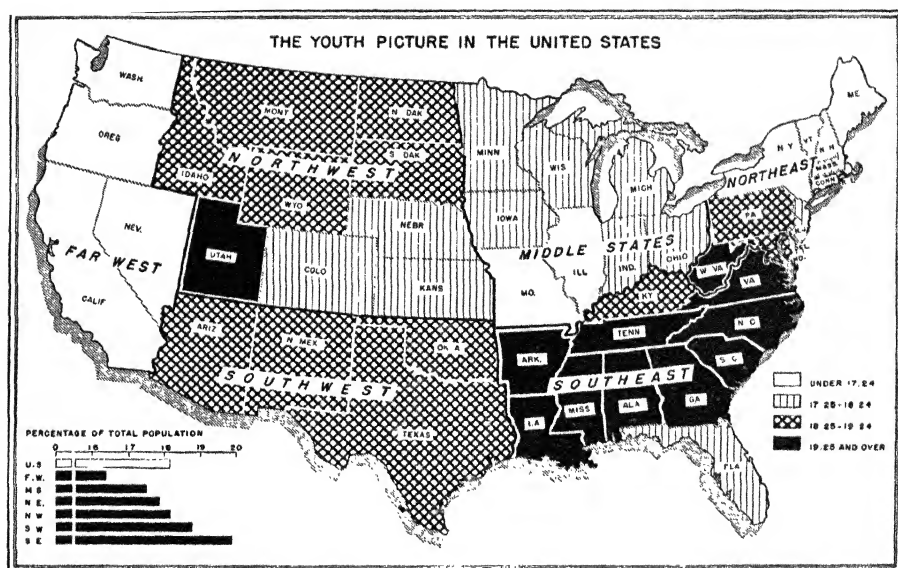 THE YOUTH PICTURE IN THE UNITED STATES
WASH.
OREG
IDAHO
MONT
N DAK
S DAK
NORTHWEST
WYO
NEBR
NEV.
UTAH
COLO
KANS
FAR WEST
CALIF
MINN
WIS
MICH
IOWA
MIDDLE STATES
ILL
IND.
OHIO
MO.
KY
ME
VT
N H
N Y
MASS
CONN
NORTHEAST
PA
W VA
VA
ARIZ
N MEX
OKLA
SOUTHWEST
TEXAS
TENN
N C
ARK.
S C
SOUTHEAST
LA
MISS
ALA
GA
FLA
UNDER 17.24
17 25-18 24
18 25-19 24
19.25 AND OVER
PERCENTAGE OF TOTAL POPULATION
0 16 17 18 19 20
U.S
F.W.
M S
N E.
N W
S W
S E